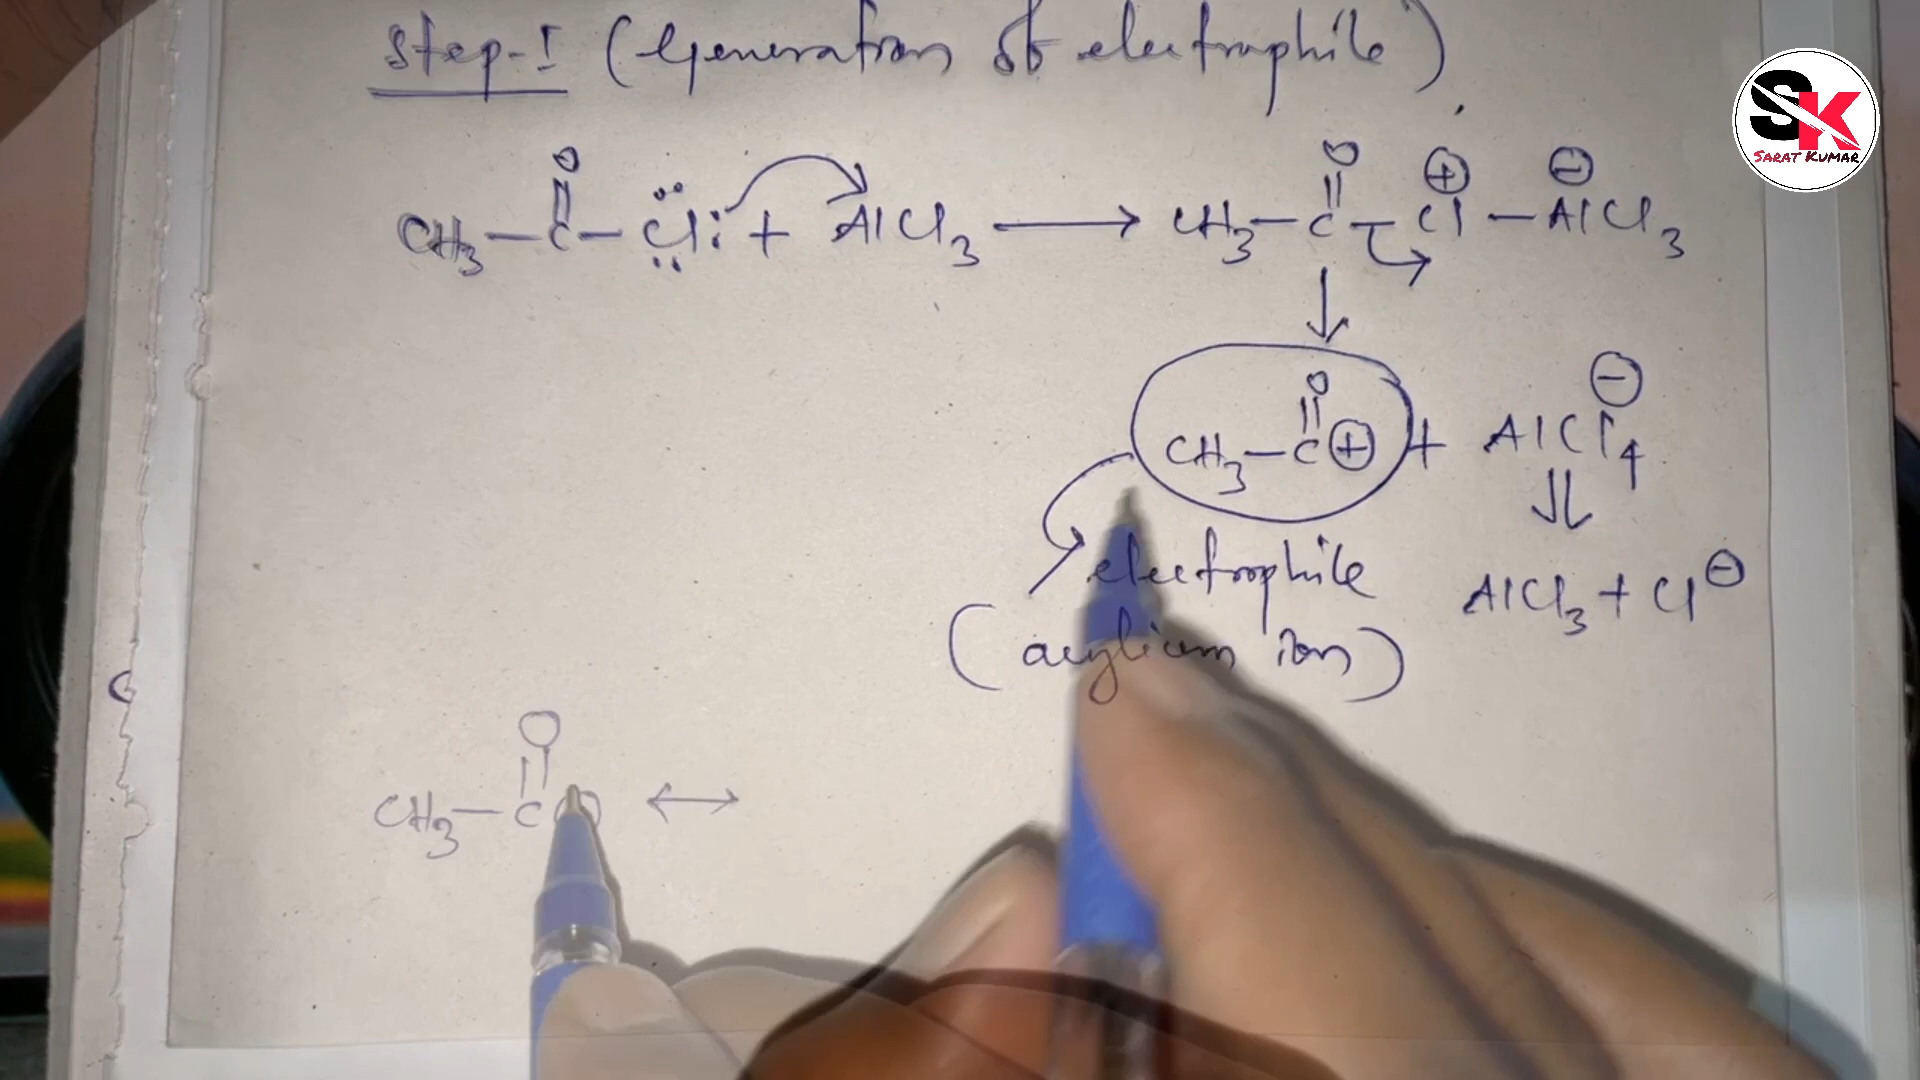 Step-I (Generation of electrophile)
SK
SARAT KUMAR
O O ⊕ ⊖
CH₃—C—Cl: + AlCl₃ ⟶ CH₃—C—Cl—AlCl₃
↓
O ⊖
CH₃—C⊕ + AlCl₄
⇓
electrophile AlCl₃ + Cl⊖
(acylium ion)
O
CH₃—C ⟷